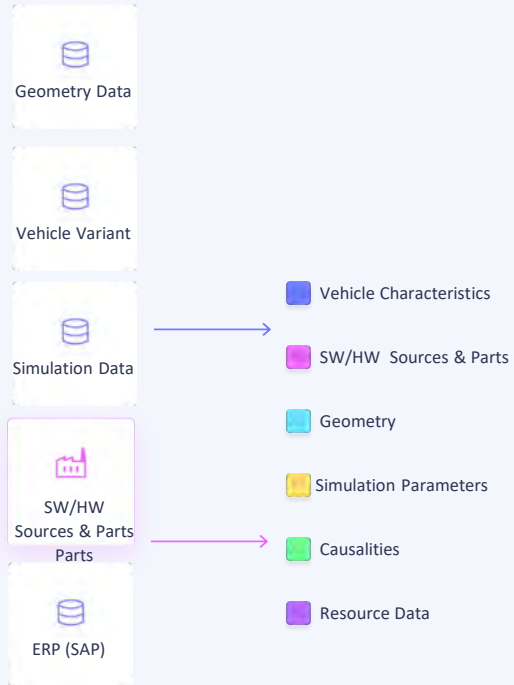 Geometry Data
Vehicle Variant
Simulation Data
SW/HW
Sources & Parts
Parts
ERP (SAP)
Vehicle Characteristics
SW/HW Sources & Parts
Geometry
Simulation Parameters
Causalities
Resource Data